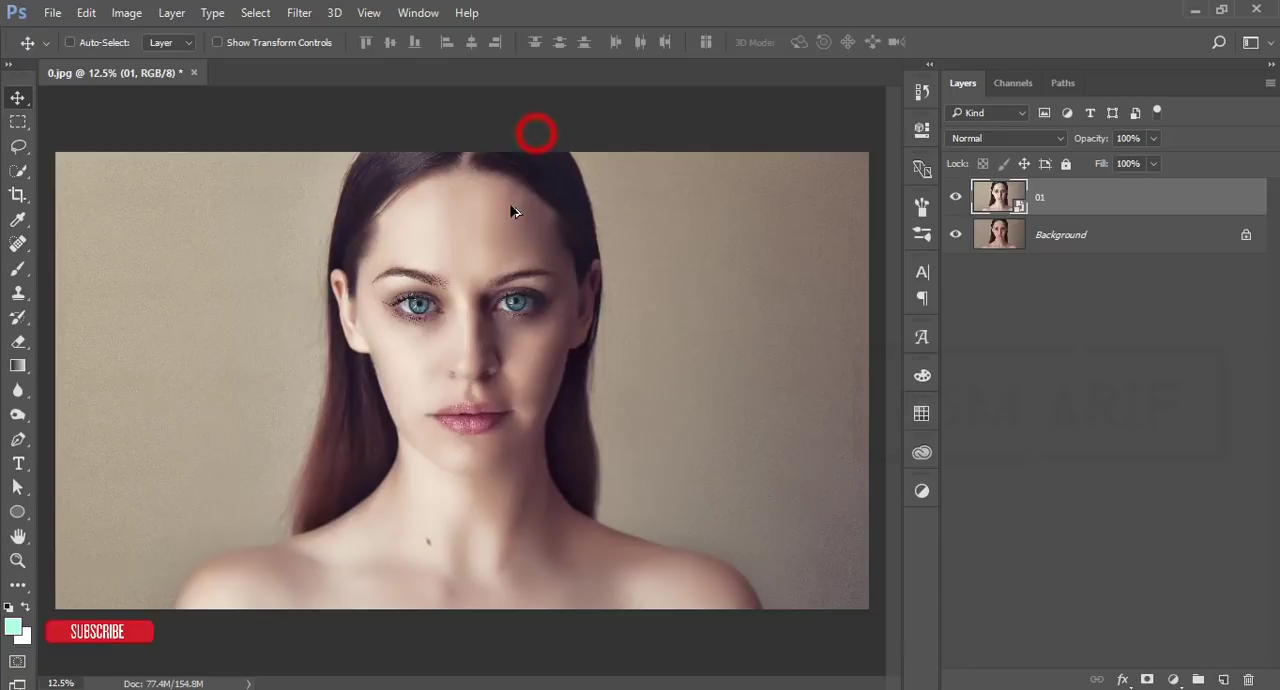 Ps File Edit Image Layer Type Select Filter 3D View Window Help
Auto-Select: Layer Show Transform Controls 3D Mode:
0.jpg @ 12.5% (01, RGB/8) * ×
Layers Channels Paths
Kind
Normal Opacity: 100%
Lock: Fill: 100%
01
Background
SUBSCRIBE
12.5% Doc: 77.4M/154.8M